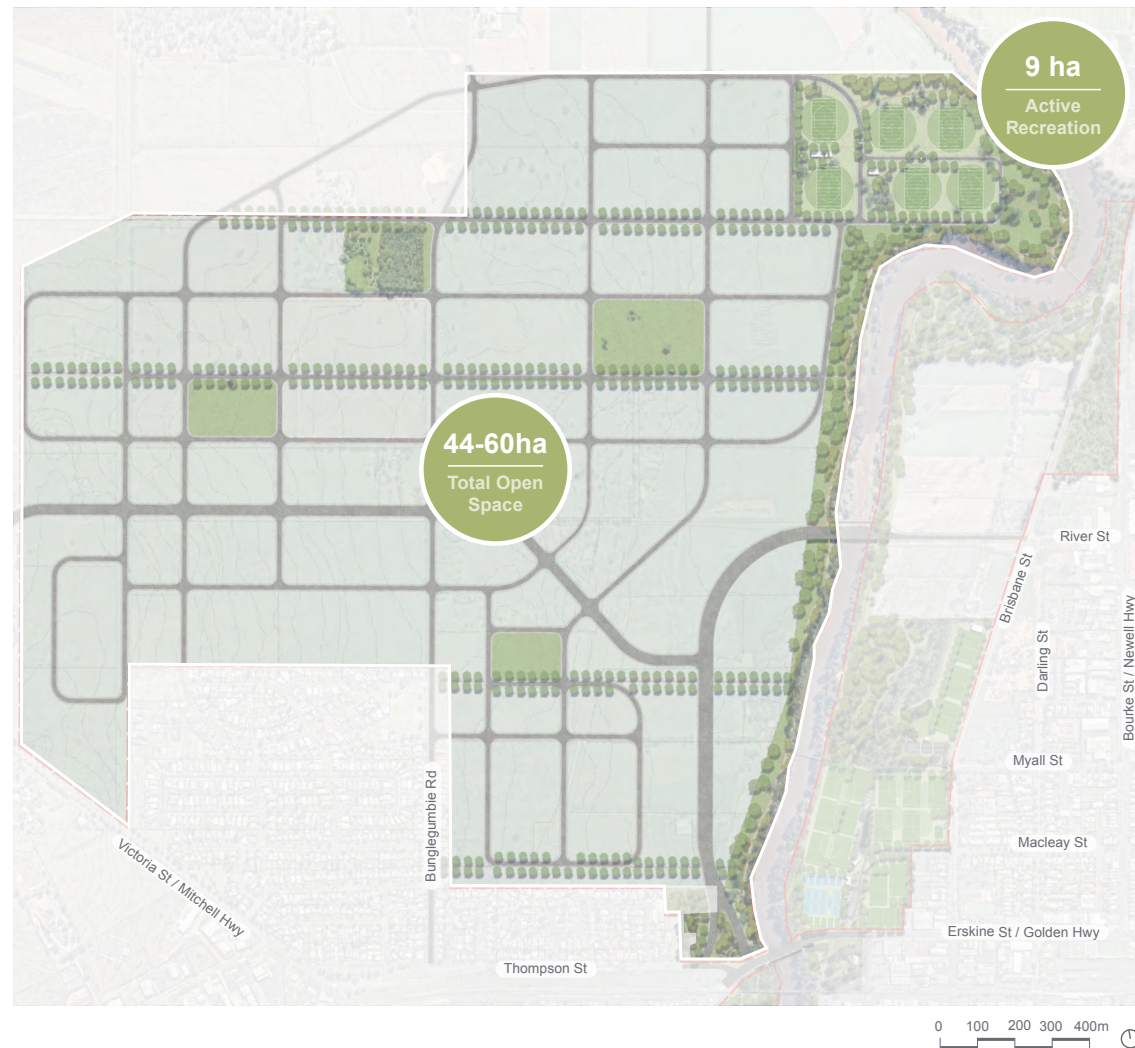 9 ha
Active
Recreation
44-60ha
Total Open
Space
River St
Brisbane St
Darling St
Bourke St / Newell Hwy
Myall St
Bunglegumbie Rd
Macleay St
Victoria St / Mitchell Hwy
Erskine St / Golden Hwy
Thompson St
0 100 200 300 400m